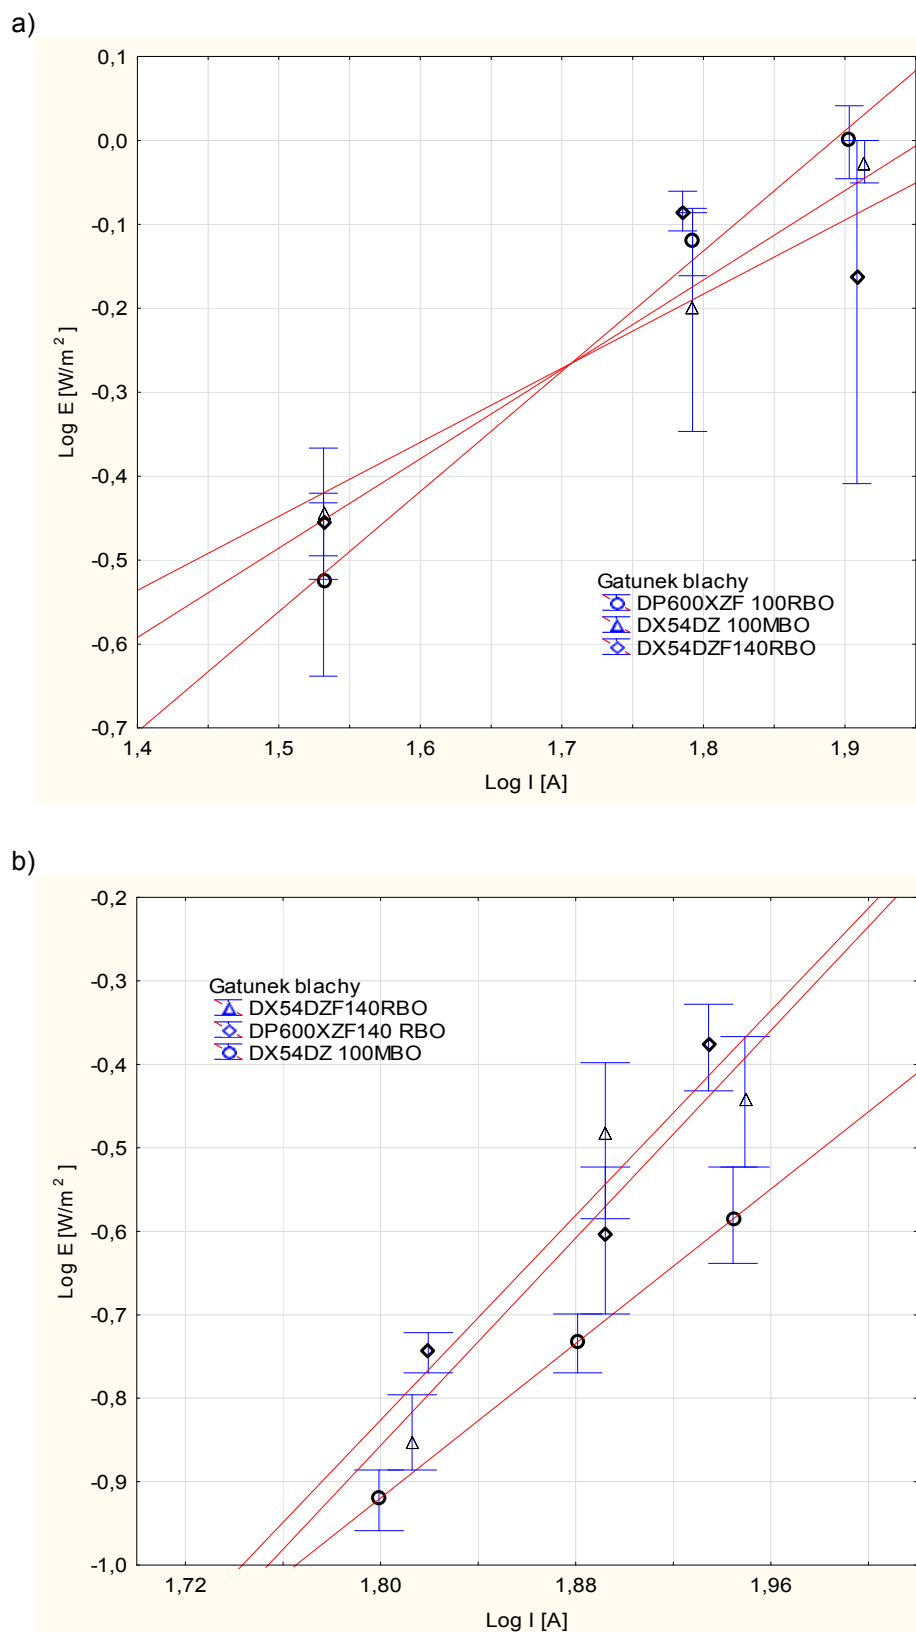 a)
0,1
0,0
-0,1
-0,2
-0,3
-0,4
-0,5
-0,6
-0,7
Log E [W/m²]
Gatunek blachy
DP600XZF 100RBO
DX54DZ 100MBO
DX54DZF140RBO
1,4 1,5 1,6 1,7 1,8 1,9
Log I [A]
b)
-0,2
-0,3
-0,4
-0,5
-0,6
-0,7
-0,8
-0,9
-1,0
Log E [W/m²]
Gatunek blachy
DX54DZF140RBO
DP600XZF140 RBO
DX54DZ 100MBO
1,72 1,80 1,88 1,96
Log I [A]